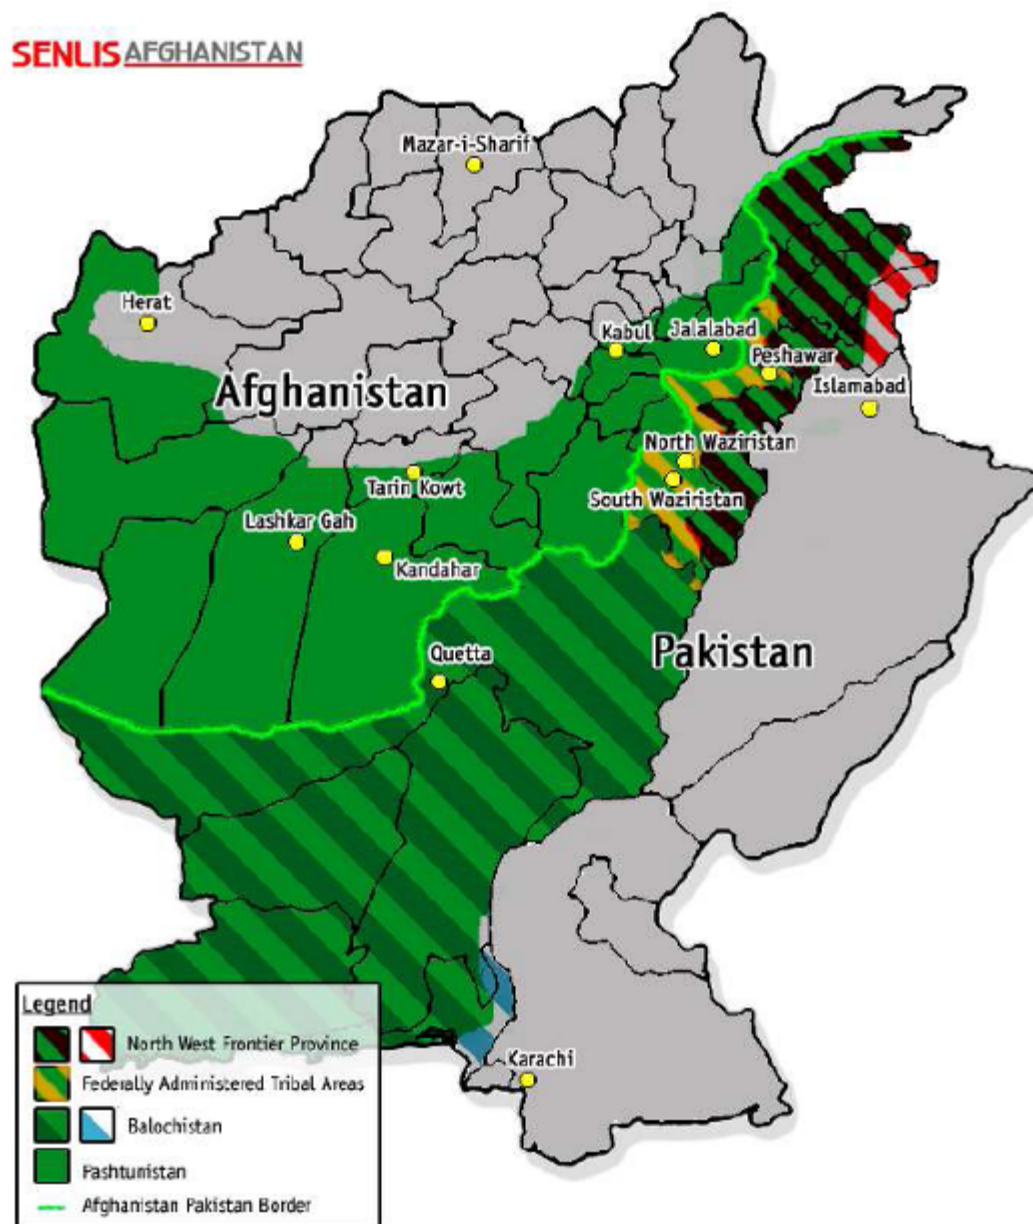 SENLIS AFGHANISTAN
Mazar-i-Sharif
Herat
Kabul
Jalalabad
Peshawar
Islamabad
Afghanistan
North Waziristan
Tarin Kowt
South Waziristan
Lashkar Gah
Kandahar
Quetta
Pakistan
Karachi
Legend
North West Frontier Province
Federally Administered Tribal Areas
Balochistan
Pashtunistan
Afghanistan Pakistan Border